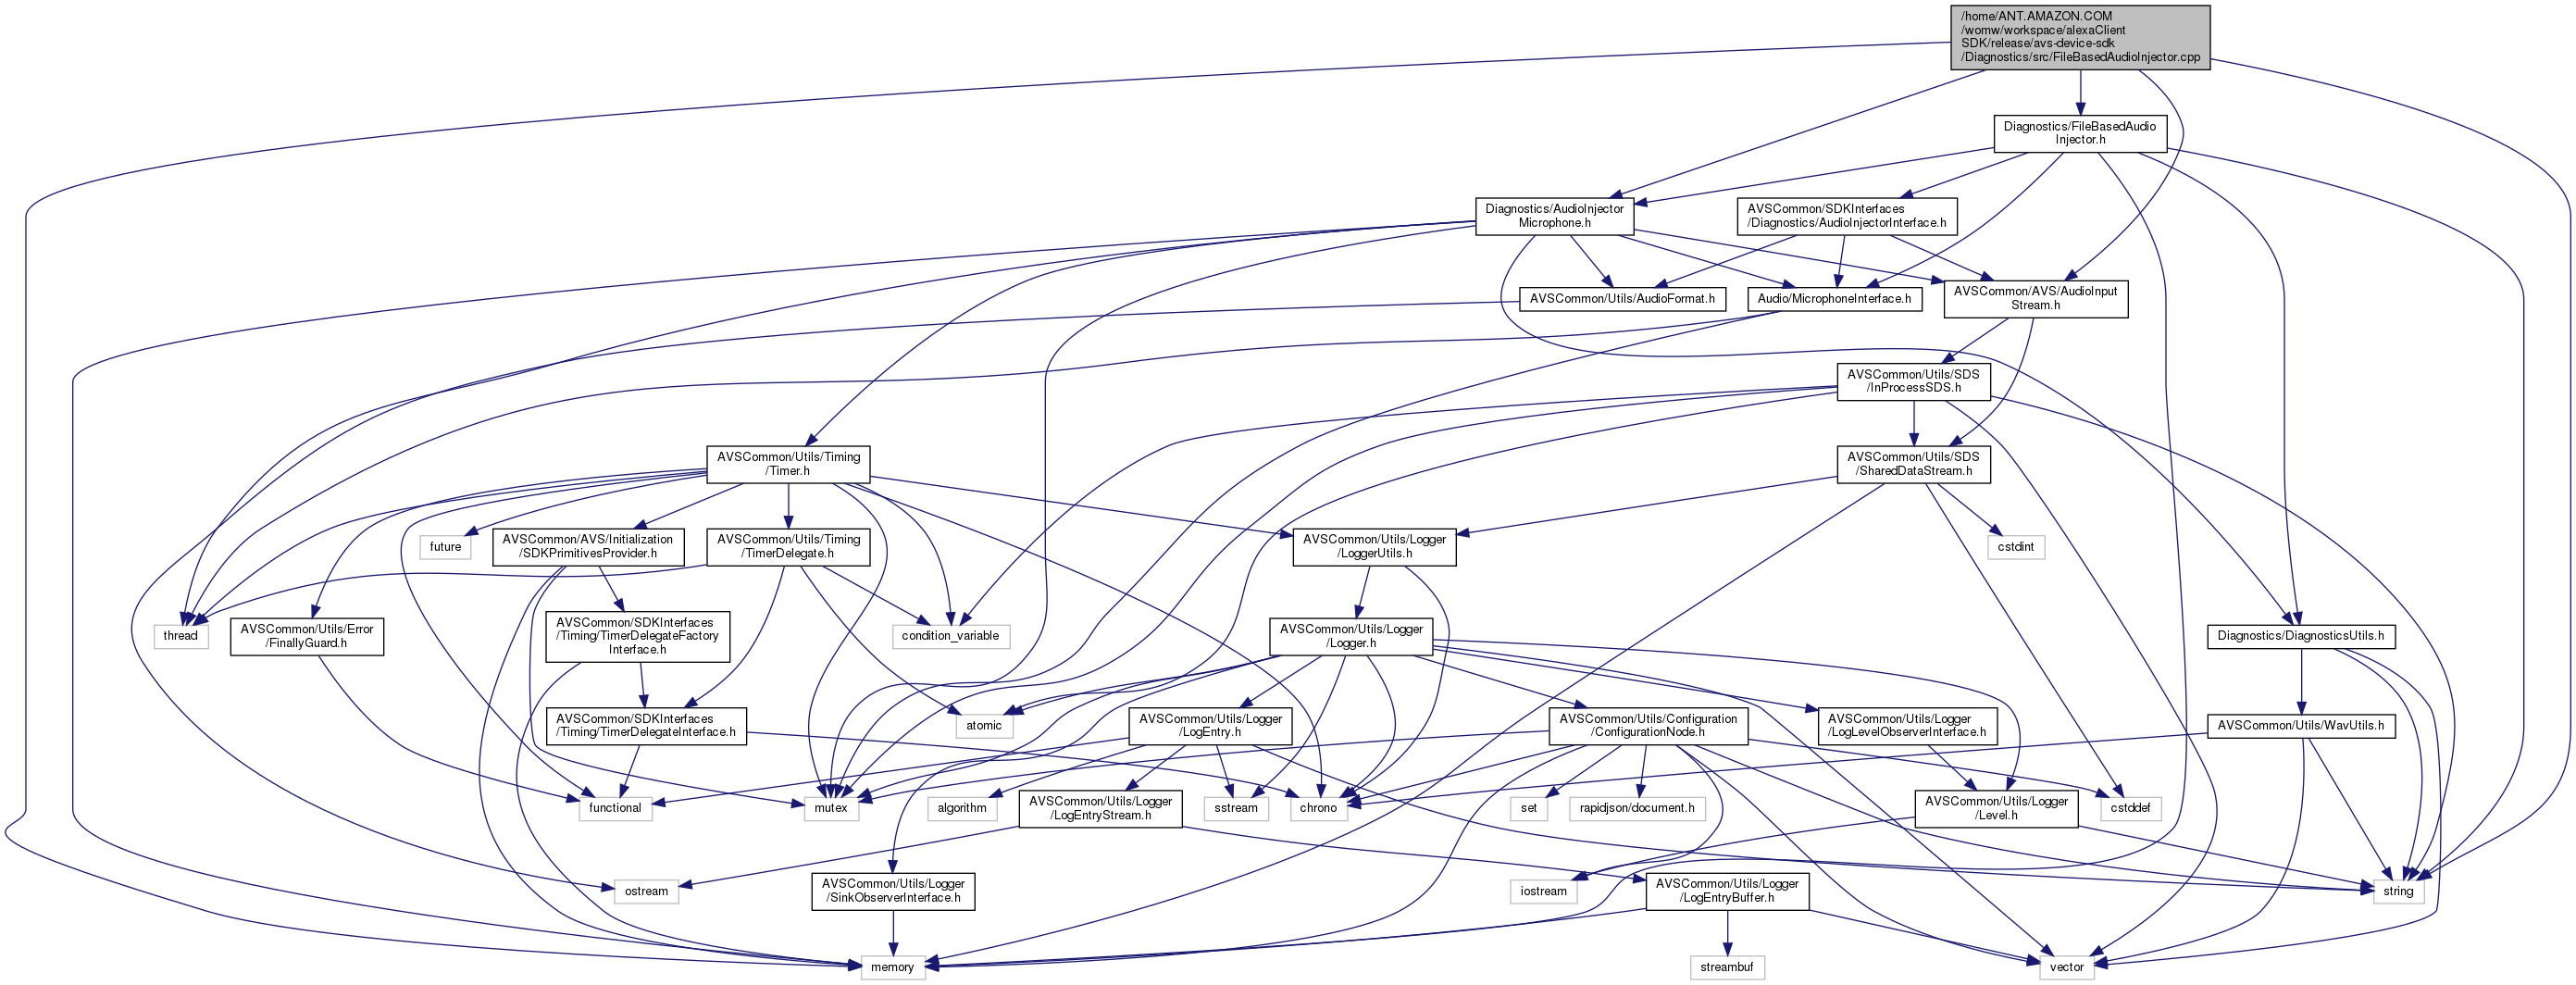 /home/ANT.AMAZON.COM
/womw/workspace/alexaClient
SDK/release/avs-device-sdk
/Diagnostics/src/FileBasedAudioInjector.cpp
Diagnostics/FileBasedAudio
Injector.h
Diagnostics/AudioInjector
Microphone.h
AVSCommon/SDKInterfaces
/Diagnostics/AudioInjectorInterface.h
AVSCommon/Utils/AudioFormat.h
Audio/MicrophoneInterface.h
AVSCommon/AVS/AudioInput
Stream.h
AVSCommon/Utils/SDS
/InProcessSDS.h
AVSCommon/Utils/Timing
/Timer.h
AVSCommon/Utils/SDS
/SharedDataStream.h
future
AVSCommon/AVS/Initialization
/SDKPrimitivesProvider.h
AVSCommon/Utils/Timing
/TimerDelegate.h
AVSCommon/Utils/Logger
/LoggerUtils.h
cstdint
thread
AVSCommon/Utils/Error
/FinallyGuard.h
AVSCommon/SDKInterfaces
/Timing/TimerDelegateFactory
Interface.h
condition_variable
AVSCommon/Utils/Logger
/Logger.h
Diagnostics/DiagnosticsUtils.h
AVSCommon/SDKInterfaces
/Timing/TimerDelegateInterface.h
atomic
AVSCommon/Utils/Logger
/LogEntry.h
AVSCommon/Utils/Configuration
/ConfigurationNode.h
AVSCommon/Utils/Logger
/LogLevelObserverInterface.h
AVSCommon/Utils/WavUtils.h
functional
mutex
algorithm
AVSCommon/Utils/Logger
/LogEntryStream.h
sstream
chrono
set
rapidjson/document.h
AVSCommon/Utils/Logger
/Level.h
cstddef
ostream
AVSCommon/Utils/Logger
/SinkObserverInterface.h
iostream
AVSCommon/Utils/Logger
/LogEntryBuffer.h
string
memory
streambuf
vector